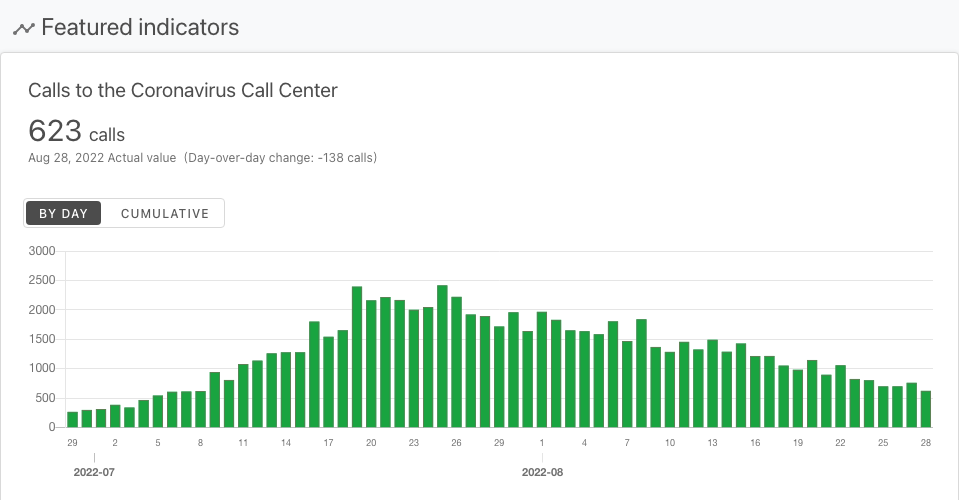 Featured indicators
Calls to the Coronavirus Call Center
623 calls
Aug 28, 2022 Actual value (Day-over-day change: -138 calls)
BY DAY CUMULATIVE
3000
2500
2000
1500
1000
500
0
29 2 5 8 11 14 17 20 23 26 29 1 4 7 10 13 16 19 22 25 28
2022-07 2022-08